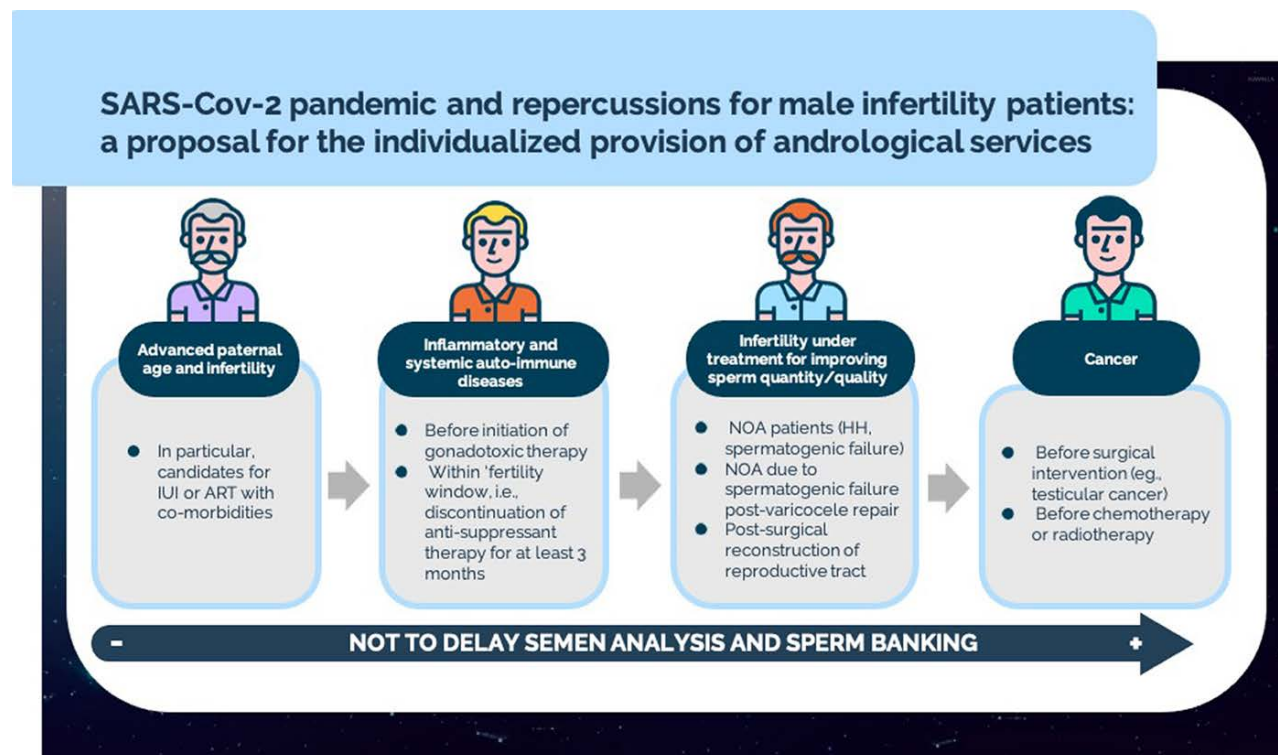 SARS-Cov-2 pandemic and repercussions for male infertility patients:
a proposal for the individualized provision of andrological services
Advanced paternal
age and infertility
● In particular,
candidates for
IUI or ART with
co-morbidities
Inflammatory and
systemic auto-immune
diseases
● Before initiation of
gonadotoxic therapy
● Within 'fertility
window, i.e.,
discontinuation of
anti-suppressant
therapy for at least 3
months
Infertility under
treatment for improving
sperm quantity/quality
● NOA patients (HH,
spermatogenic failure)
● NOA due to
spermatogenic failure
post-varicocele repair
● Post-surgical
reconstruction of
reproductive tract
Cancer
● Before surgical
intervention (eg.,
testicular cancer)
● Before chemotherapy
or radiotherapy
- NOT TO DELAY SEMEN ANALYSIS AND SPERM BANKING +